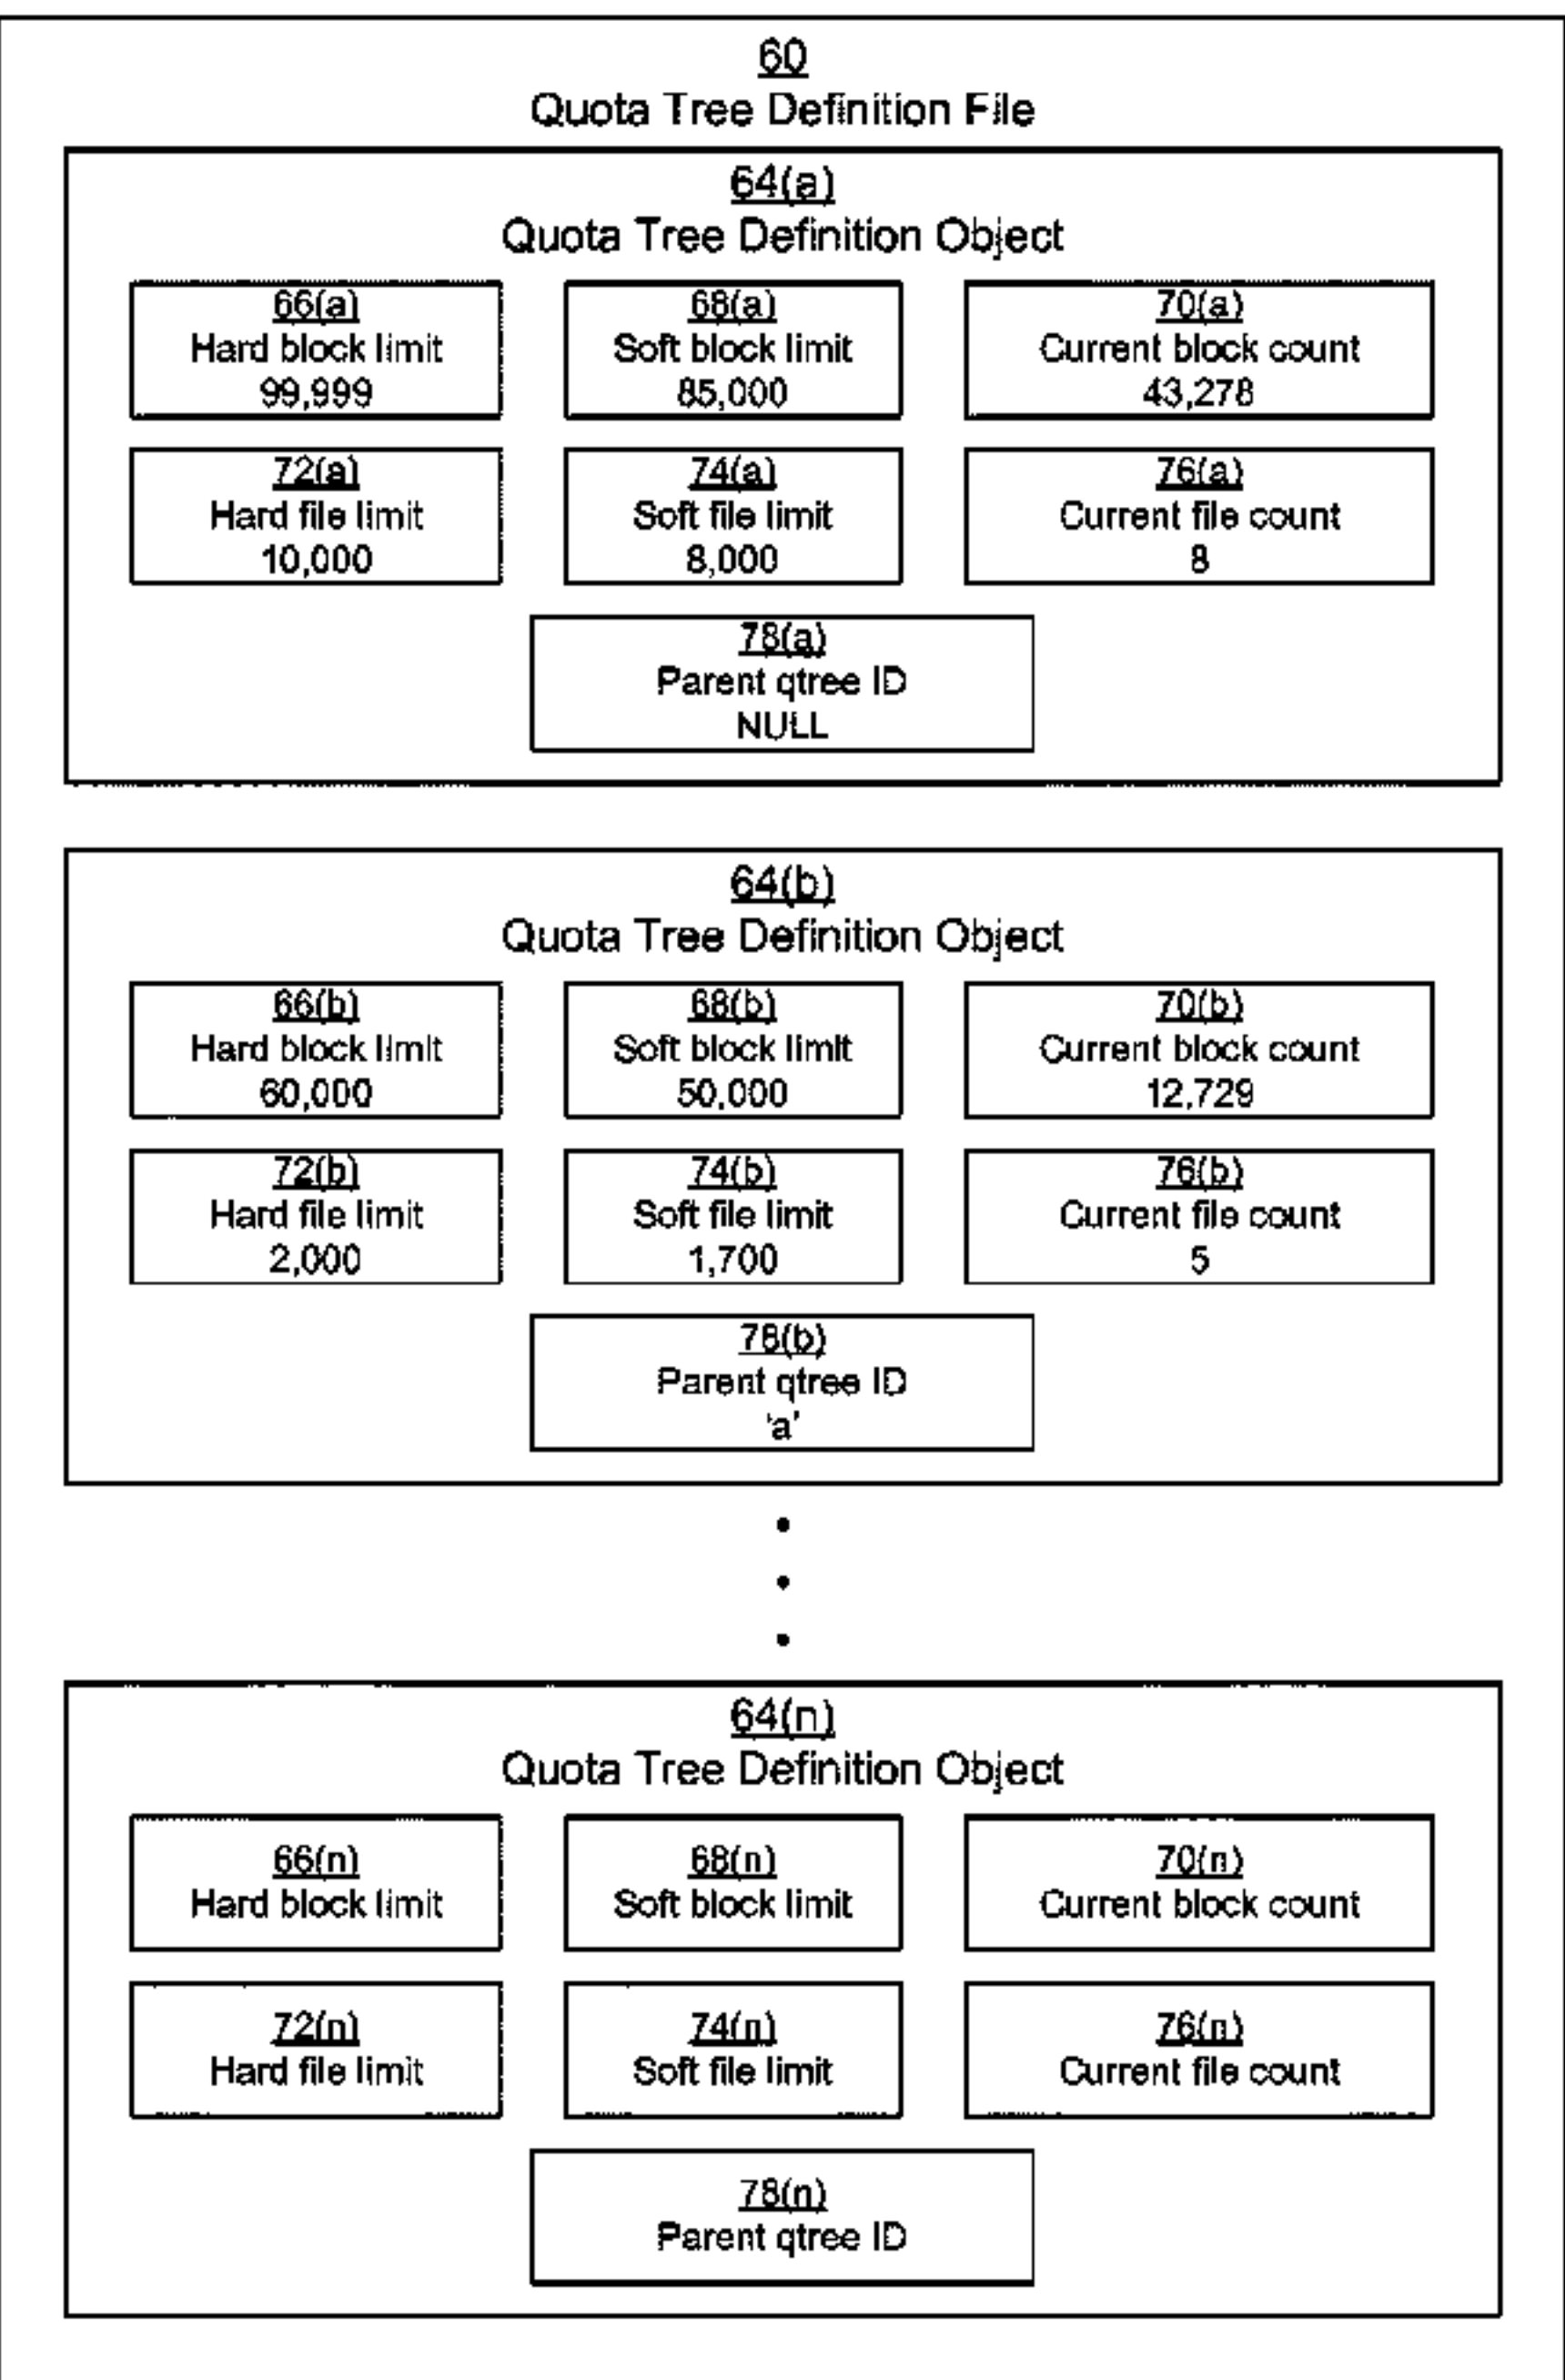 60
Quota Tree Definition File
64(a)
Quota Tree Definition Object
66(a)
Hard block limit
99,999
68(a)
Soft block limit
85,000
70(a)
Current block count
43,278
72(a)
Hard file limit
10,000
74(a)
Soft file limit
8,000
76(a)
Current file count
8
78(a)
Parent qtree ID
NULL
64(b)
Quota Tree Definition Object
66(b)
Hard block limit
60,000
68(b)
Soft block limit
50,000
70(b)
Current block count
12,729
72(b)
Hard file limit
2,000
74(b)
Soft file limit
1,700
76(b)
Current file count
5
78(b)
Parent qtree ID
‘a’
64(n)
Quota Tree Definition Object
66(n)
Hard block limit
68(n)
Soft block limit
70(n)
Current block count
72(n)
Hard file limit
74(n)
Soft file limit
76(n)
Current file count
78(n)
Parent qtree ID